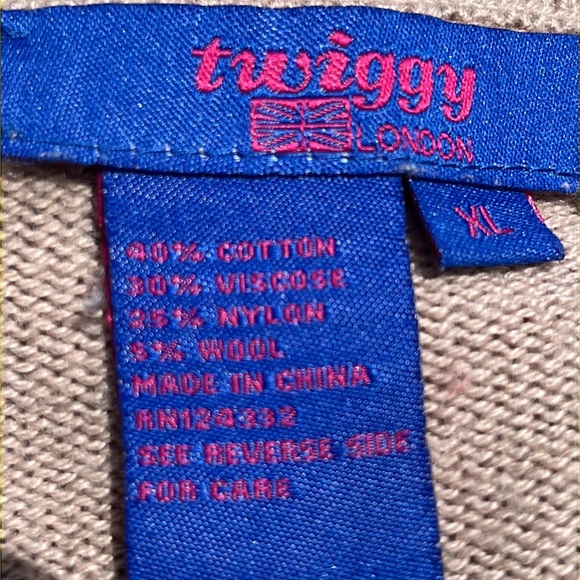 twiggy
LONDON
XL
40% COTTON
30% VISCOSE
25% NYLON
5% WOOL
MADE IN CHINA
RN124332
SEE REVERSE SIDE
FOR CARE